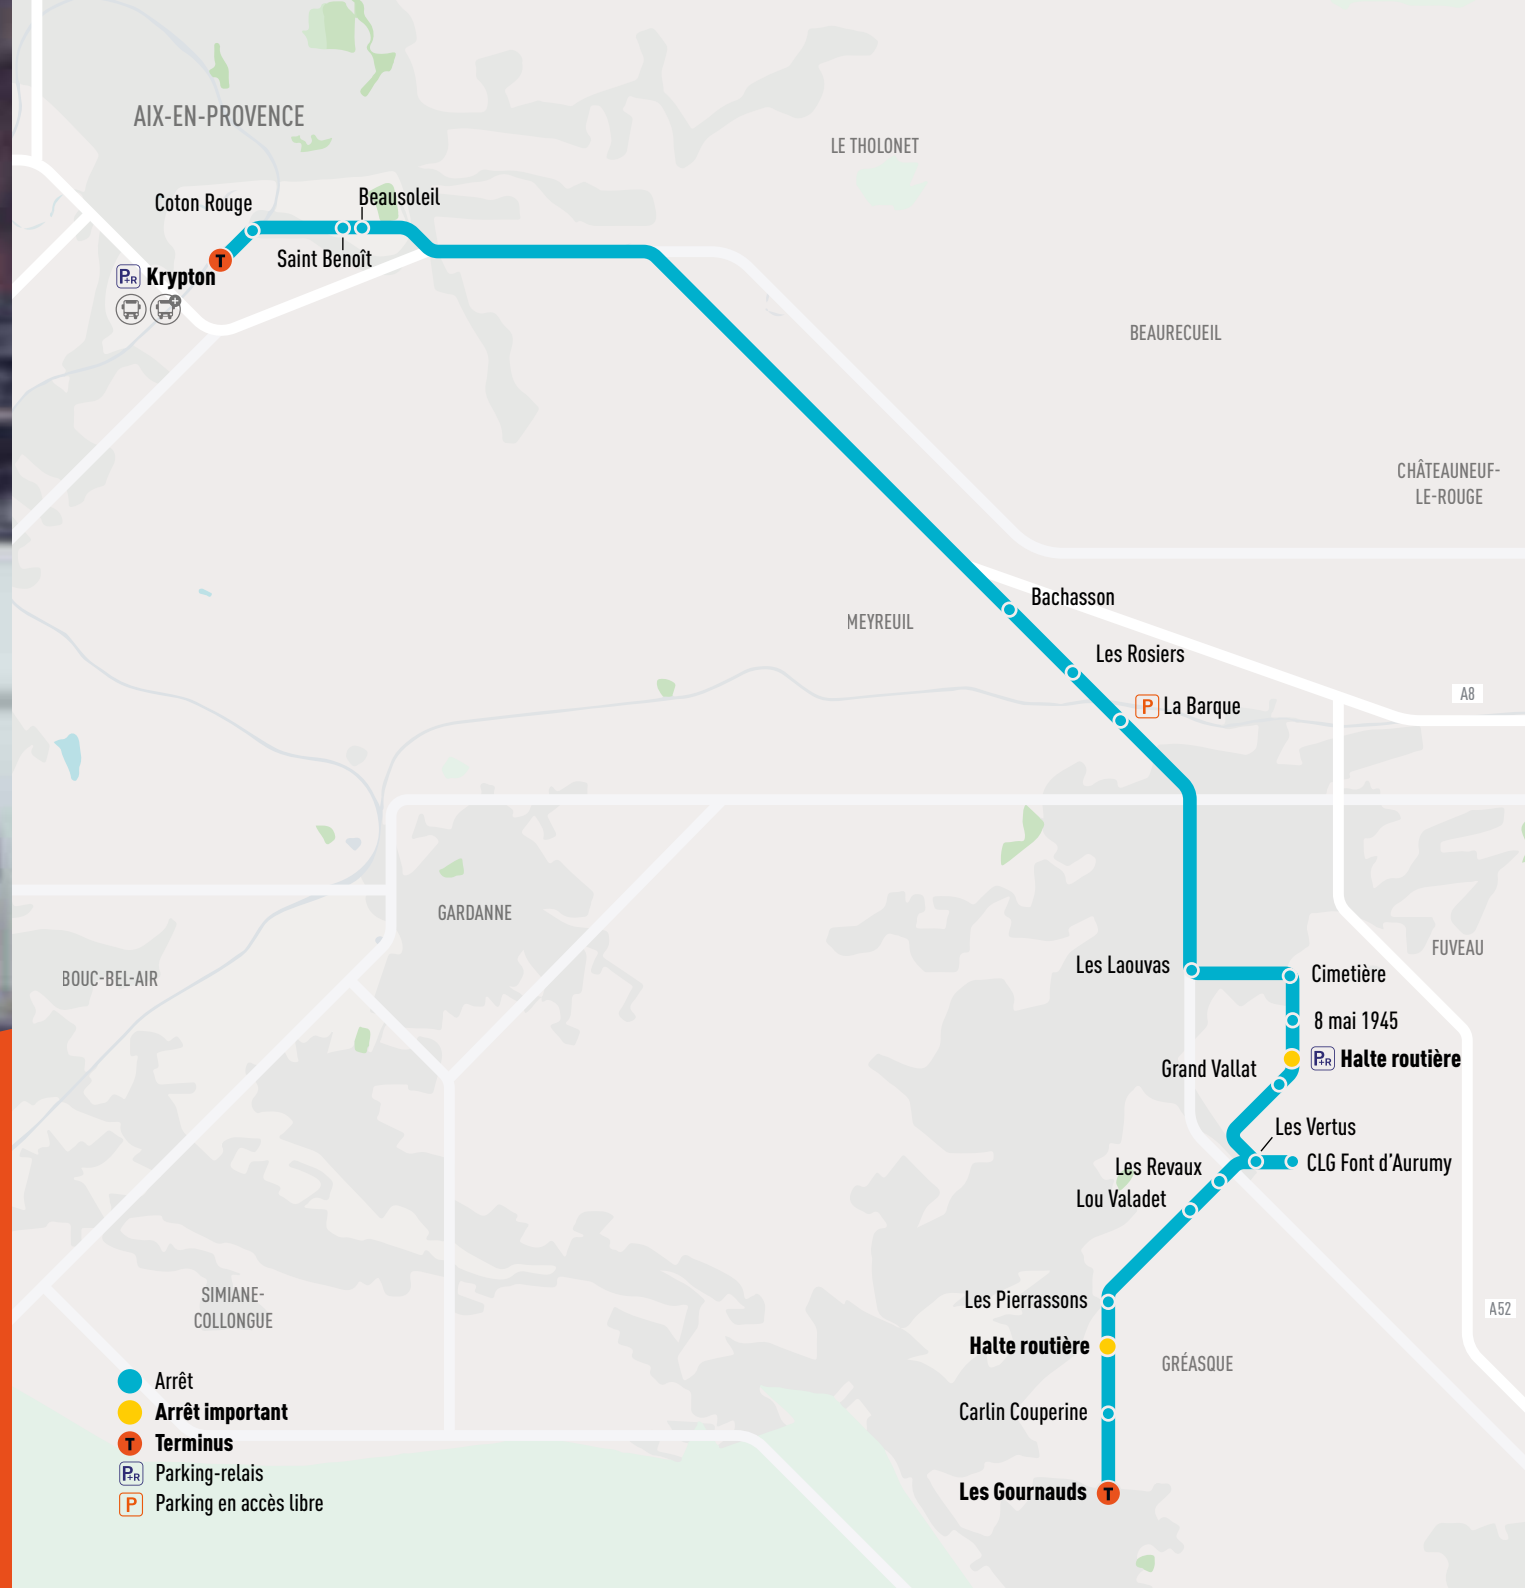 AIX-EN-PROVENCE
LE THOLONET
Beausoleil
Coton Rouge
T
Saint Benoît
P+R Krypton
BEAURECUEIL
CHÂTEAUNEUF-
LE-ROUGE
Bachasson
MEYREUIL
Les Rosiers
A8
P La Barque
GARDANNE
FUVEAU
Les Laouvas
Cimetière
BOUC-BEL-AIR
8 mai 1945
P+R Halte routière
Grand Vallat
Les Vertus
CLG Font d'Aurumy
Les Revaux
Lou Valadet
SIMIANE-
COLLONGUE
Les Pierrassons
A52
Halte routière
GRÉASQUE
Carlin Couperine
Les Gournauds T
Arrêt
Arrêt important
T Terminus
P+R Parking-relais
P Parking en accès libre